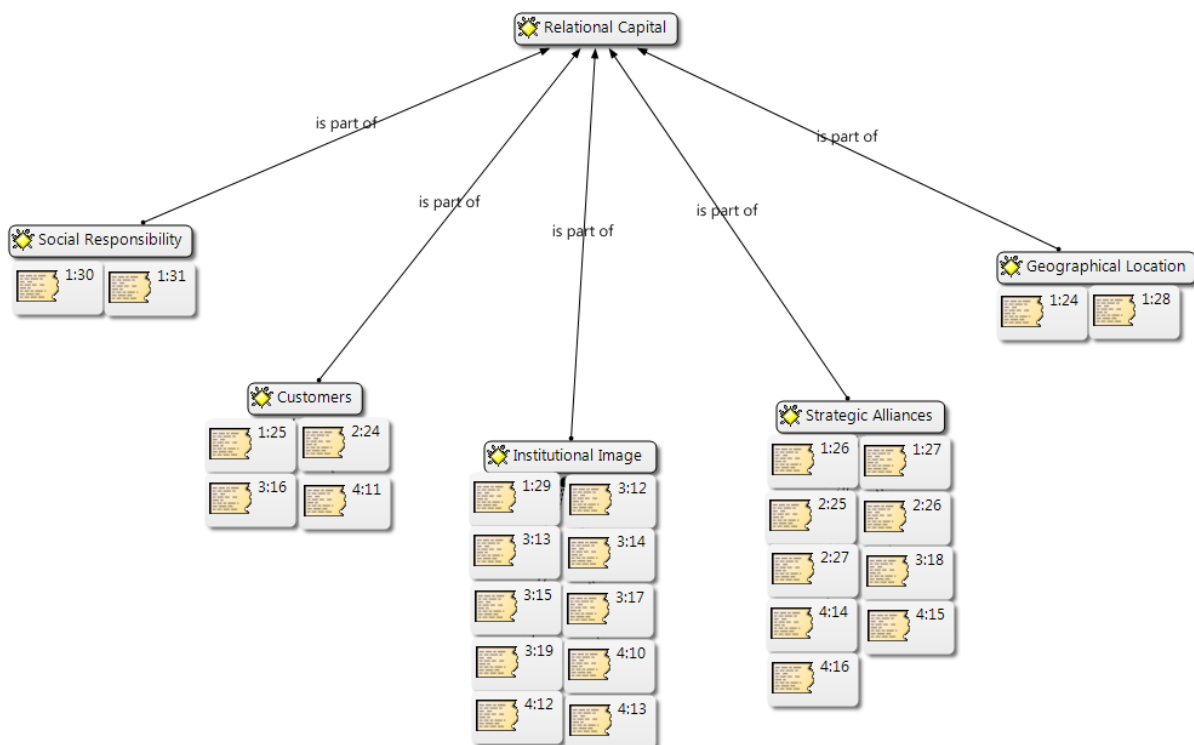 Relational Capital
is part of
is part of
is part of
is part of
is part of
Social Responsibility
1:30 1:31
Geographical Location
1:24 1:28
Customers
1:25 2:24
3:16 4:11
Institutional Image
1:29 3:12
3:13 3:14
3:15 3:17
3:19 4:10
4:12 4:13
Strategic Alliances
1:26 1:27
2:25 2:26
2:27 3:18
4:14 4:15
4:16